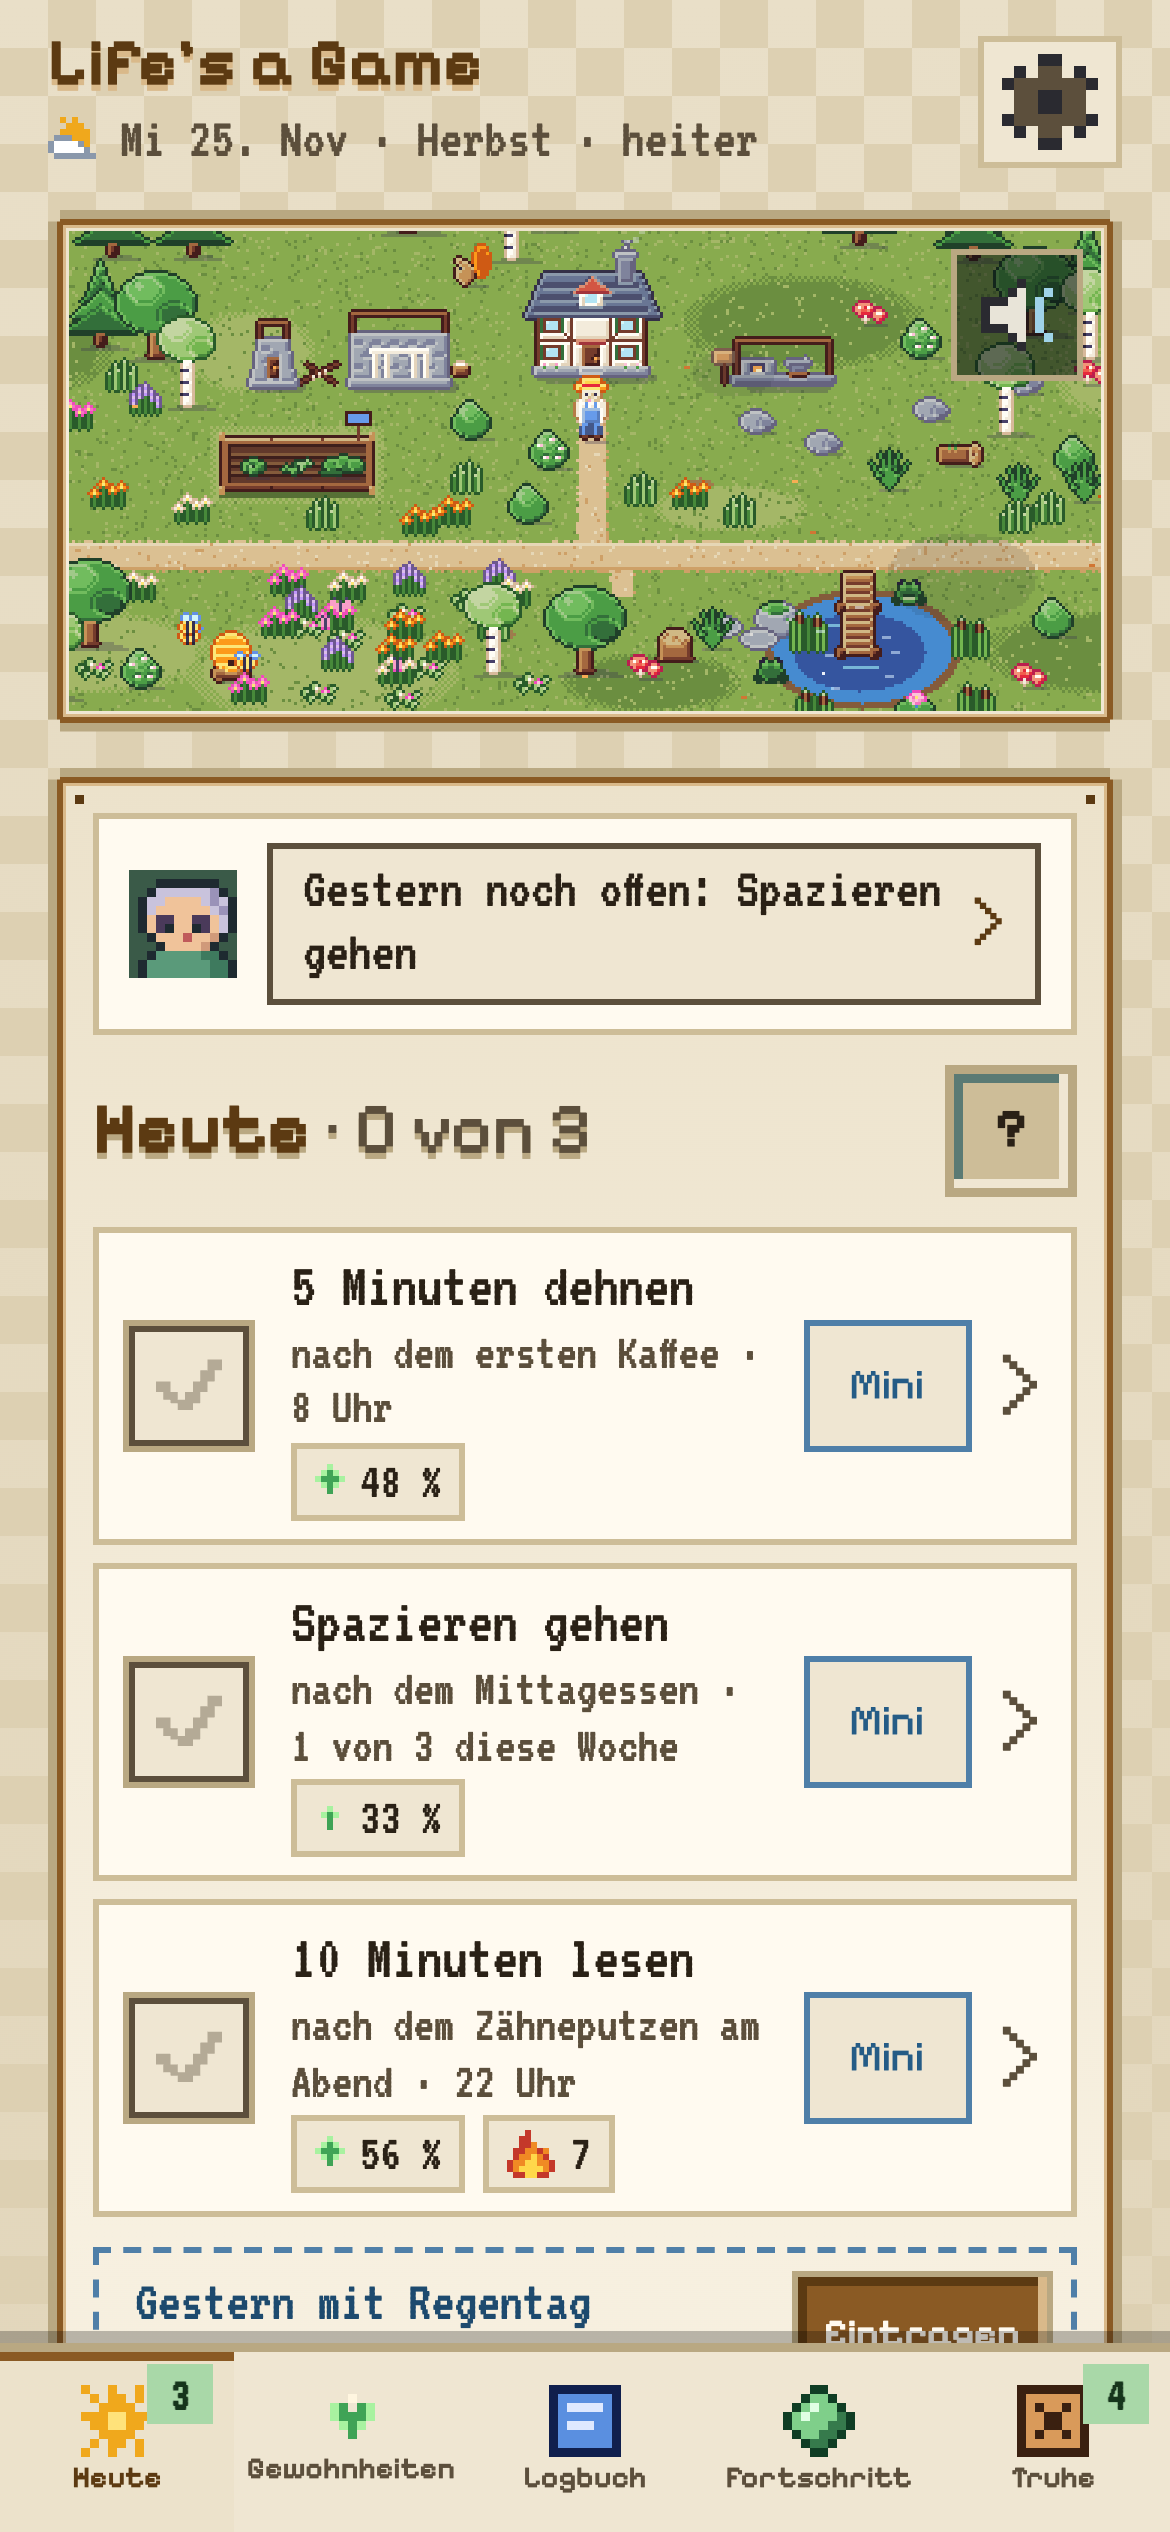 Life's a Game
Mi 25. Nov · Herbst · heiter
Gestern noch offen: Spazieren
gehen
Heute · 0 von 3
?
5 Minuten dehnen
nach dem ersten Kaffee ·
8 Uhr
Mini
48 %
Spazieren gehen
nach dem Mittagessen ·
1 von 3 diese Woche
Mini
33 %
10 Minuten lesen
nach dem Zähneputzen am
Abend · 22 Uhr
Mini
56 %
7
Gestern mit Regentag
Eintragen
3
4
Heute
Gewohnheiten
Logbuch
Fortschritt
Truhe